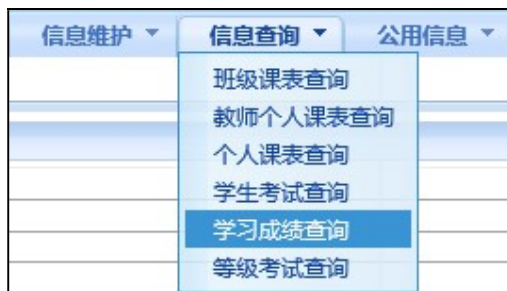 信息维护 信息查询 公用信息
班级课表查询
教师个人课表查询
个人课表查询
学生考试查询
学习成绩查询
等级考试查询